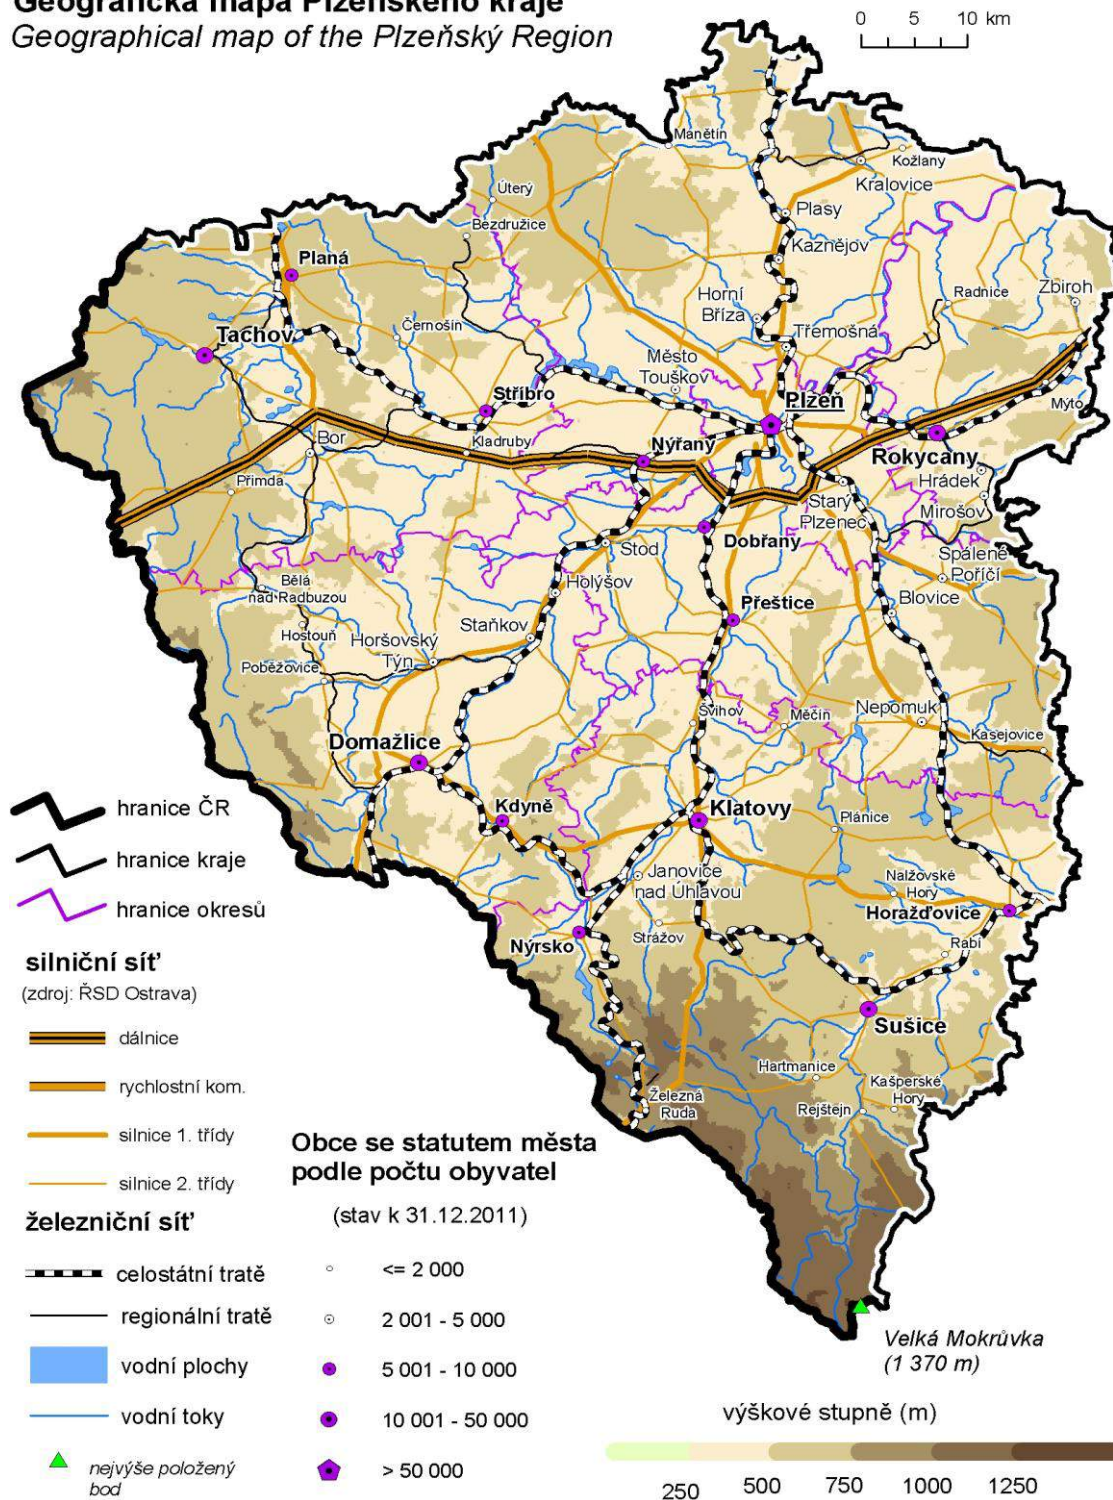 Geografická mapa Plzeňského kraje
Geographical map of the Plzeňský Region
0 5 10 km
Manětín
Kožlany
Kralovice
Úterý
Plasy
Bezdružice
Kaznějov
Planá
Horní
Bříza
Radnice
Zbiroh
Černošín
Třemošná
Tachov
Město
Touškov
Stříbro
Plzeň
Mýto
Bor
Kladruby
Nýřany
Rokycany
Přimda
Hrádek
Starý
Plzenec
Mirošov
Dobřany
Stod
Spálené
Poříčí
Bělá
nad Radbuzou
Holýšov
Přeštice
Blovice
Hostouň
Staňkov
Horšovský
Týn
Poběžovice
Švihov
Měčín
Nepomuk
Kasejovice
Domažlice
Kdyně
Klatovy
Plánice
Janovice
nad Úhlavou
Nalžovské
Hory
Horažďovice
Nýrsko
Strážov
Rabí
Sušice
Hartmanice
Kašperské
Hory
Železná
Ruda
Rejštejn
Velká Mokrůvka
(1 370 m)
hranice ČR
hranice kraje
hranice okresů
silniční síť
(zdroj: ŘSD Ostrava)
dálnice
rychlostní kom.
silnice 1. třídy
silnice 2. třídy
železniční síť
celostátní tratě
regionální tratě
vodní plochy
vodní toky
nejvýše položený
bod
Obce se statutem města
podle počtu obyvatel
(stav k 31.12.2011)
<= 2 000
2 001 - 5 000
5 001 - 10 000
10 001 - 50 000
> 50 000
výškové stupně (m)
250 500 750 1000 1250